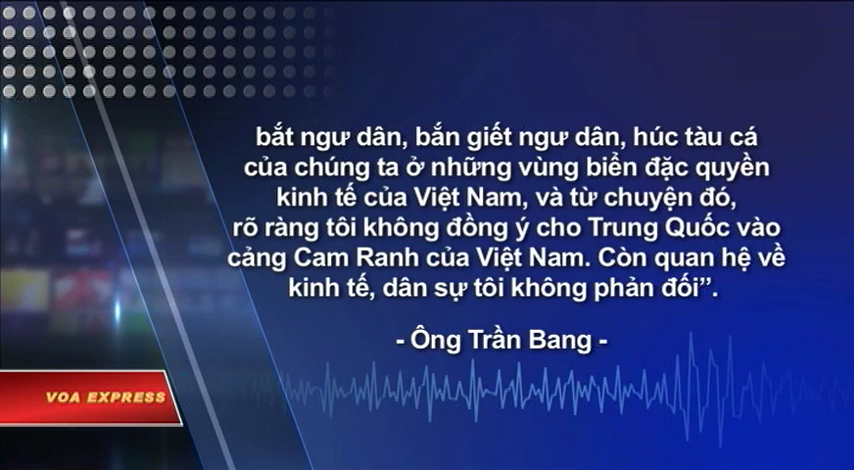 bắt ngư dân, bắn giết ngư dân, húc tàu cá
của chúng ta ở những vùng biển đặc quyền
kinh tế của Việt Nam, và từ chuyện đó,
rõ ràng tôi không đồng ý cho Trung Quốc vào
cảng Cam Ranh của Việt Nam. Còn quan hệ về
kinh tế, dân sự tôi không phản đối”.
- Ông Trần Bang -
VOA EXPRESS